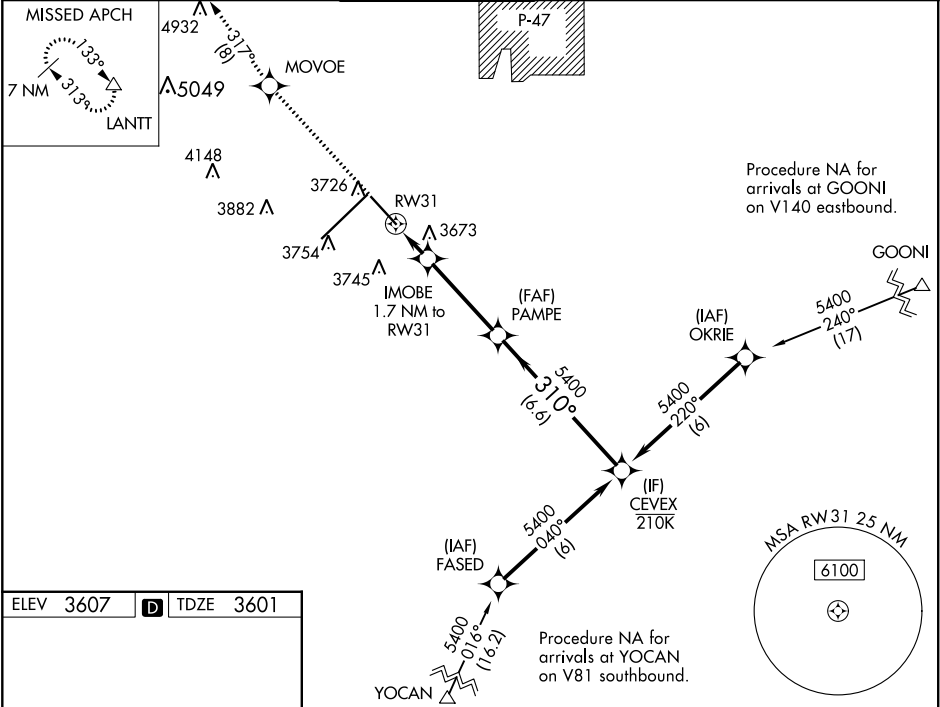 MISSED APCH
133°
7 NM
313°
LANTT
4932
317°
(8)
MOVOE
5049
P-47
4148
3726
3882
RW31
3673
3754
3745
IMOBE
1.7 NM to
RW31
Procedure NA for
arrivals at GOONI
on V140 eastbound.
GOONI
5400
240°
(17)
(FAF)
PAMPE
(IAF)
OKRIE
5400
310°
(6.6)
5400
220°
(6)
(IF)
CEVEX
210K
5400
040°
(6)
(IAF)
FASED
MSA RW31 25 NM
6100
ELEV 3607 D TDZE 3601
5400
016°
(16.2)
YOCAN
Procedure NA for
arrivals at YOCAN
on V81 southbound.